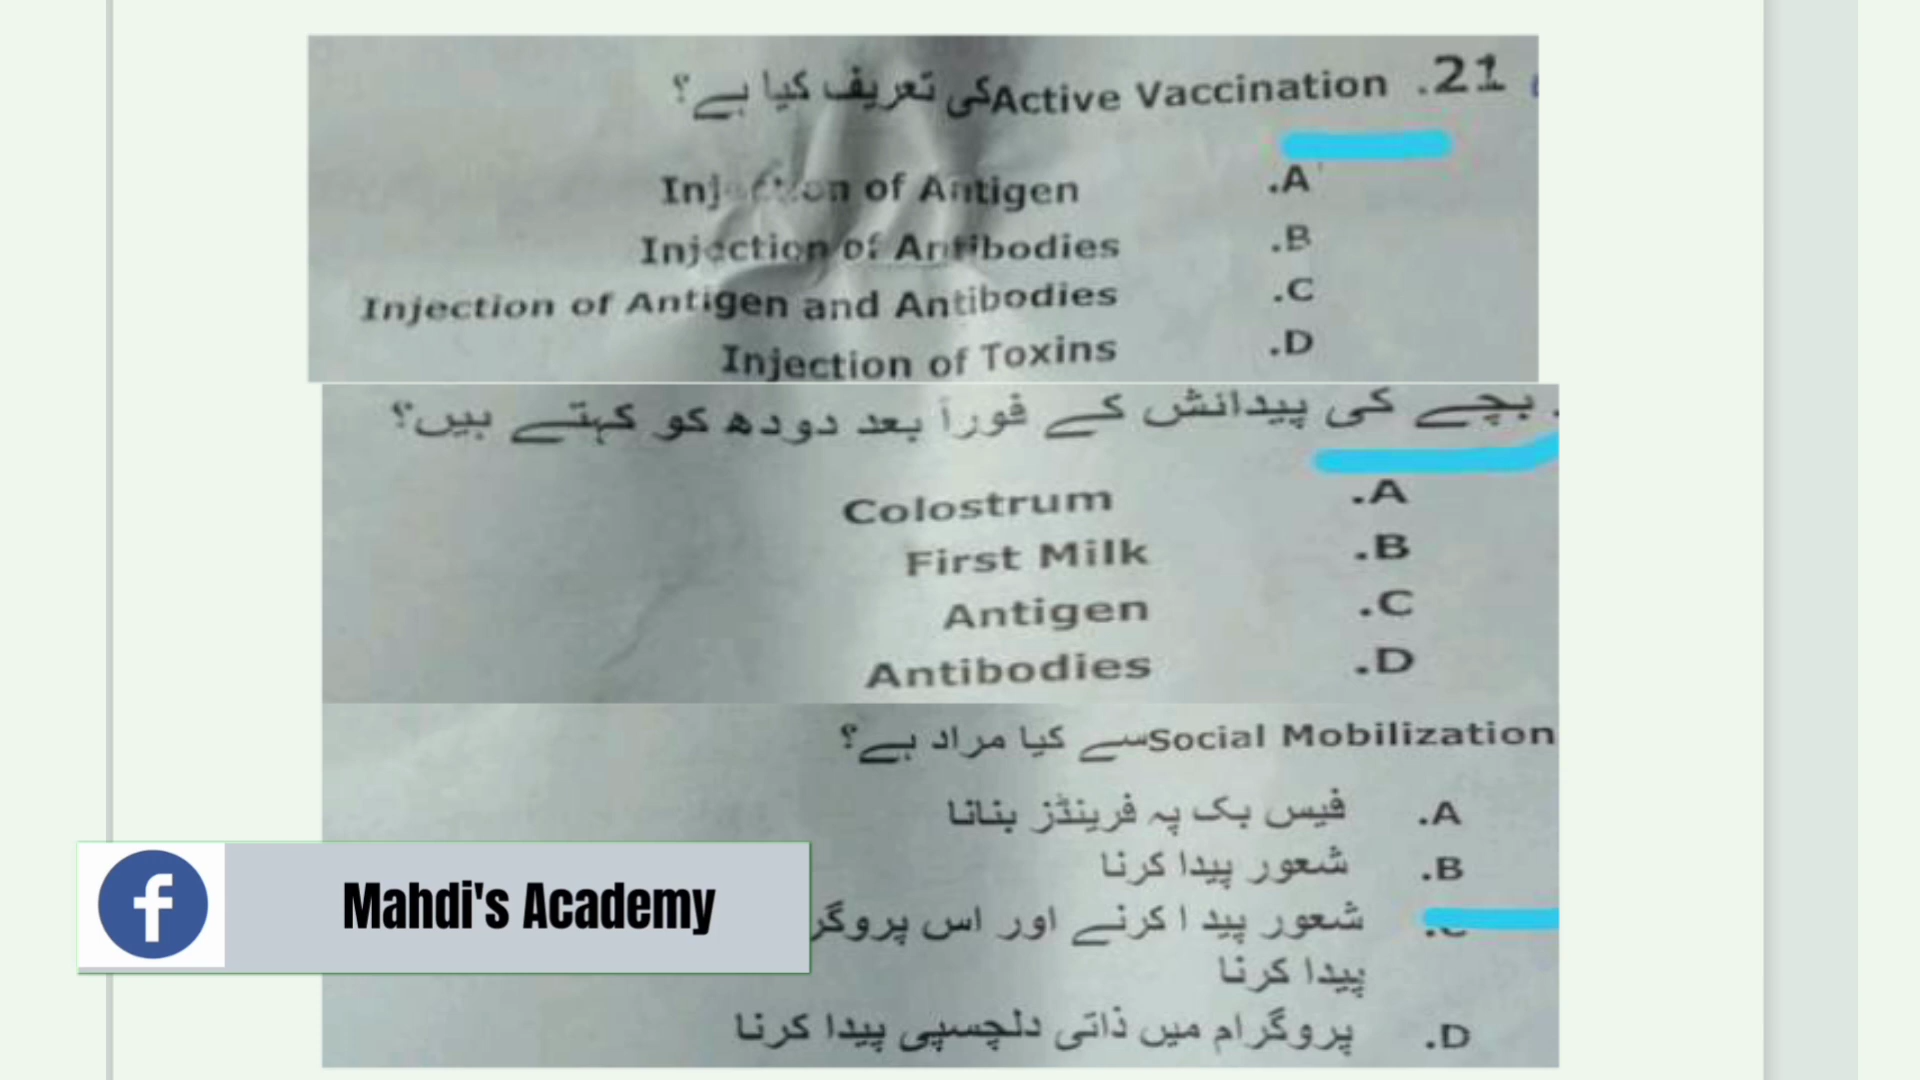 21. Active Vaccination کی تعریف کیا ہے؟
A. Injection of Antigen
B. Injection of Antibodies
C. Injection of Antigen and Antibodies
D. Injection of Toxins
بچے کی پیدائش کے فوراً بعد دودھ کو کہتے ہیں؟
A. Colostrum
B. First Milk
C. Antigen
D. Antibodies
Social Mobilization سے کیا مراد ہے؟
A. فیس بک پہ فرینڈز بنانا
B. شعور پیدا کرنا
C. شعور پید ا کرنے اور اس
پیدا کرنا
D. پروگرام میں ذاتی دلچسپی پیدا کرنا
Mahdi's Academy